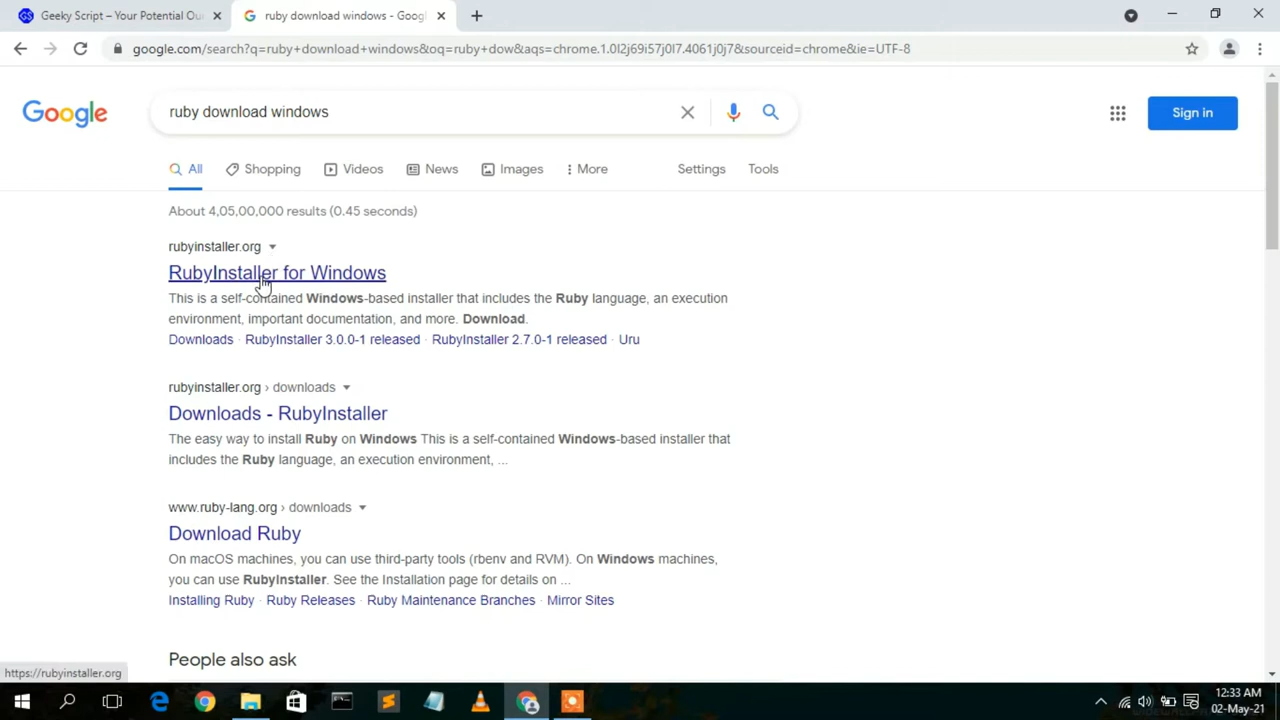 Geeky Script – Your Potential Ou
ruby download windows - Goog
google.com/search?q=ruby+download+windows&oq=ruby+dow&aqs=chrome.1.0l2j69i57j0l7.4061j0j7&sourceid=chrome&ie=UTF-8
Google
ruby download windows
Sign in
All
Shopping
Videos
News
Images
More
Settings
Tools
About 4,05,00,000 results (0.45 seconds)
rubyinstaller.org
RubyInstaller for Windows
This is a self-contained Windows-based installer that includes the Ruby language, an execution
environment, important documentation, and more. Download.
Downloads · RubyInstaller 3.0.0-1 released · RubyInstaller 2.7.0-1 released · Uru
rubyinstaller.org › downloads
Downloads - RubyInstaller
The easy way to install Ruby on Windows This is a self-contained Windows-based installer that
includes the Ruby language, an execution environment, ...
www.ruby-lang.org › downloads
Download Ruby
On macOS machines, you can use third-party tools (rbenv and RVM). On Windows machines,
you can use RubyInstaller. See the Installation page for details on ...
Installing Ruby · Ruby Releases · Ruby Maintenance Branches · Mirror Sites
People also ask
https://rubyinstaller.org
12:33 AM
02-May-21